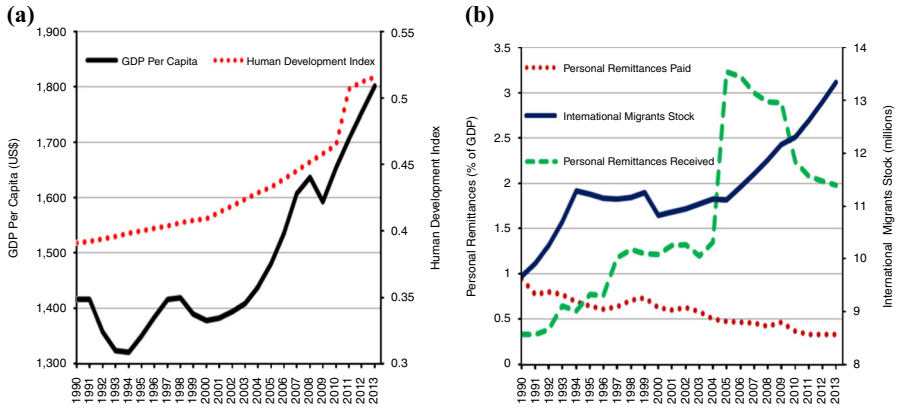 (a)
1,900
1,800
1,700
1,600
1,500
1,400
1,300
GDP Per Capita (US$)
GDP Per Capita
Human Development Index
0.55
0.5
0.45
0.4
0.35
0.3
Human Development Index
1990 1991 1992 1993 1994 1995 1996 1997 1998 1999 2000 2001 2002 2003 2004 2005 2006 2007 2008 2009 2010 2011 2012 2013
(b)
3.5
3
2.5
2
1.5
1
0.5
0
Personal Remittances (% of GDP)
Personal Remittances Paid
International Migrants Stock
Personal Remittances Received
14
13
12
11
10
9
8
International Migrants Stock (millions)
1990 1991 1992 1993 1994 1995 1996 1997 1998 1999 2000 2001 2002 2003 2004 2005 2006 2007 2008 2009 2010 2011 2012 2013